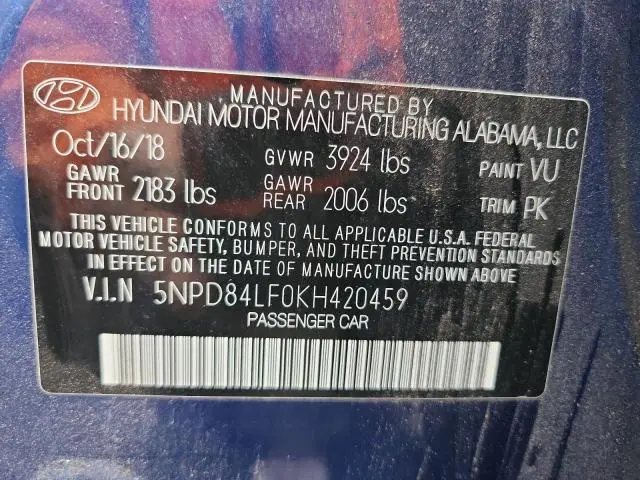 MANUFACTURED BY
HYUNDAI MOTOR MANUFACTURING ALABAMA, LLC
Oct/16/18 GVWR 3924 lbs PAINT VU
GAWR FRONT 2183 lbs GAWR REAR 2006 lbs TRIM PK
THIS VEHICLE CONFORMS TO ALL APPLICABLE U.S.A. FEDERAL
MOTOR VEHICLE SAFETY, BUMPER, AND THEFT PREVENTION STANDARDS
IN EFFECT ON THE DATE OF MANUFACTURE SHOWN ABOVE
V.I.N 5NPD84LF0KH420459
PASSENGER CAR